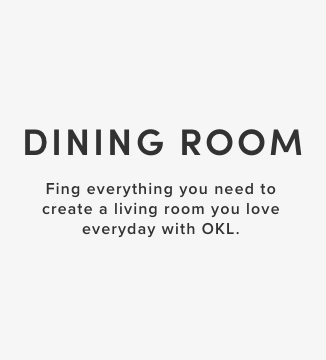 DINING ROOM
Fing everything you need to
create a living room you love
everyday with OKL.